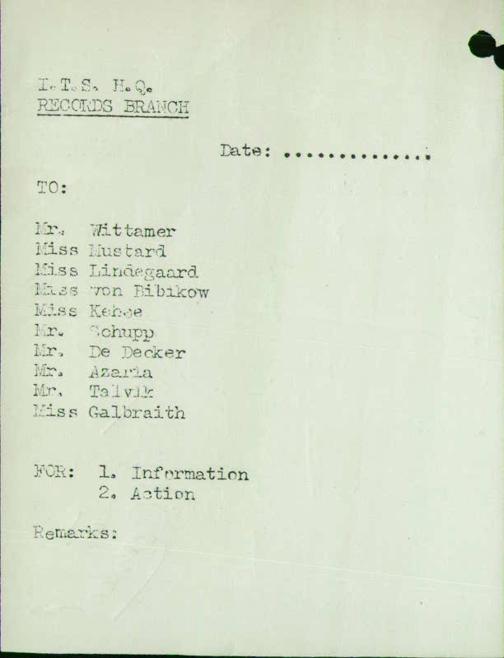 I.T.S. H.Q.
RECORDS BRANCH
Date: ...............
TO:
Mr. Wittamer
Miss Mustard
Miss Lindegaard
Miss von Bibikow
Miss Kehoe
Mr. Schupp
Mr. De Decker
Mr. Azaria
Mr. Talvik
Miss Galbraith
FOR: 1. Information
2. Action
Remarks: